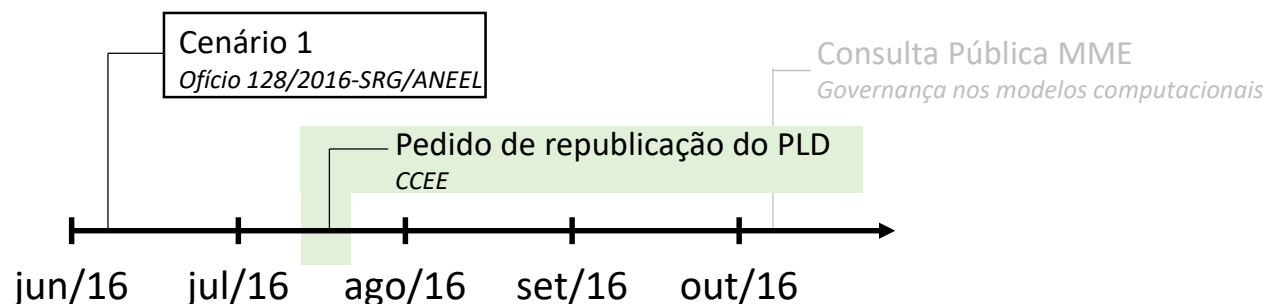 Cenário 1
Ofício 128/2016-SRG/ANEEL
Consulta Pública MME
Governança nos modelos computacionais
Pedido de republicação do PLD
CCEE
jun/16 jul/16 ago/16 set/16 out/16